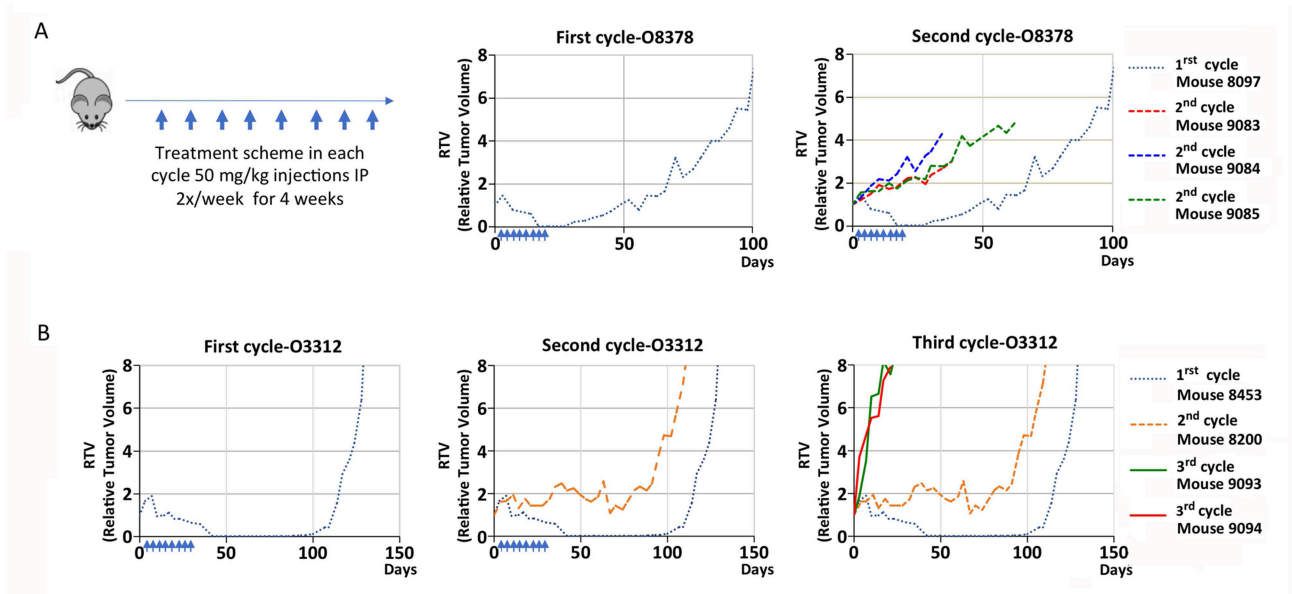 A
Treatment scheme in each
cycle 50 mg/kg injections IP
2x/week for 4 weeks
First cycle-O8378
RTV
(Relative Tumor Volume)
8
6
4
2
0
0
50
100
Days
Second cycle-O8378
RTV
(Relative Tumor Volume)
8
6
4
2
0
0
50
100
Days
1rst cycle
Mouse 8097
2nd cycle
Mouse 9083
2nd cycle
Mouse 9084
2nd cycle
Mouse 9085
B
First cycle-O3312
RTV
(Relative Tumor Volume)
8
6
4
2
0
0
50
100
150
Days
Second cycle-O3312
RTV
(Relative Tumor Volume)
8
6
4
2
0
0
50
100
150
Days
Third cycle-O3312
RTV
(Relative Tumor Volume)
8
6
4
2
0
0
50
100
150
Days
1rst cycle
Mouse 8453
2nd cycle
Mouse 8200
3rd cycle
Mouse 9093
3rd cycle
Mouse 9094